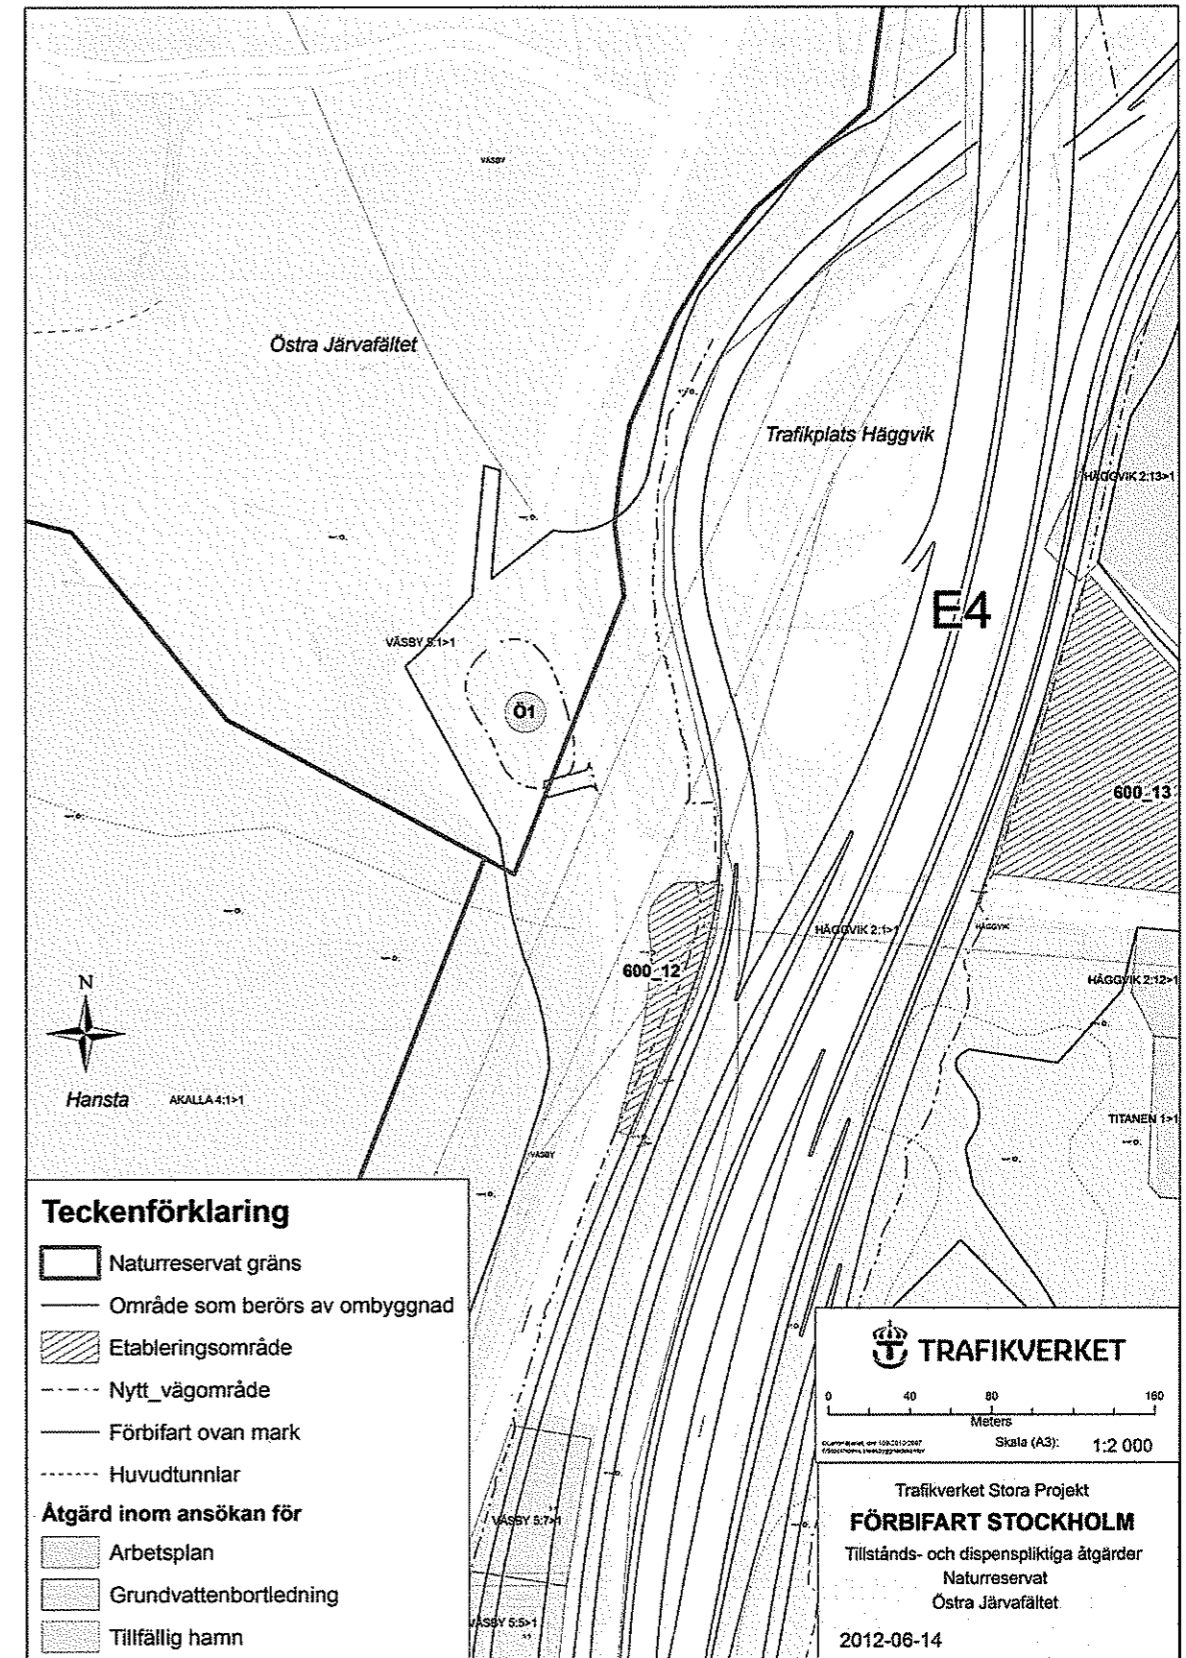 VÄSBY
Östra Järvafältet
Trafikplats Häggvik
HÄGGVIK 2:13>1
E4
VÄSBY 5:1>1
Ö1
600_13
HÄGGVIK 2:1>1
HÄGGVIK
600_12
HÄGGVIK 2:12>1
N
Hansta
AKALLA 4:1>1
TITANEN 1>1
VÄSBY
VÄSBY 5:7>1
VÄSBY 5:5>1
Teckenförklaring
Naturreservat gräns
Område som berörs av ombyggnad
Etableringsområde
Nytt_vägområde
Förbifart ovan mark
Huvudtunnlar
Åtgärd inom ansökan för
Arbetsplan
Grundvattenbortledning
Tillfällig hamn
TRAFIKVERKET
0 40 80 160
Meters
Skala (A3): 1:2 000
Trafikverket Stora Projekt
FÖRBIFART STOCKHOLM
Tillstånds- och dispenspliktiga åtgärder
Naturreservat
Östra Järvafältet
2012-06-14